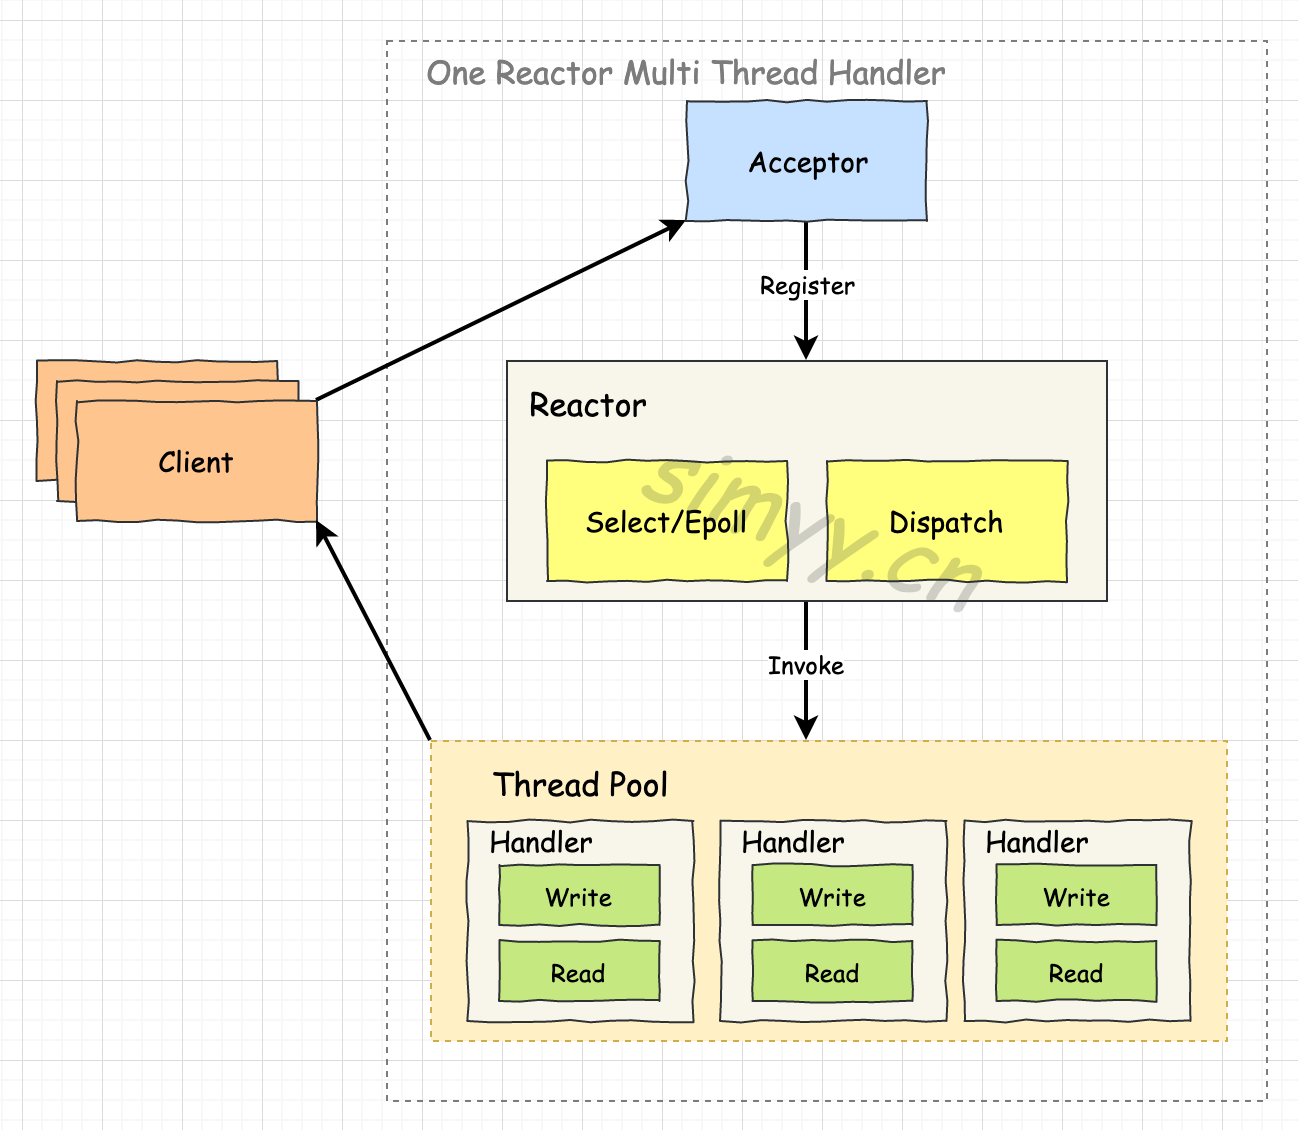 One Reactor Multi Thread Handler
Acceptor
Register
Client
Reactor
Select/Epoll
Dispatch
simyy.cn
Invoke
Thread Pool
Handler
Write
Read
Handler
Write
Read
Handler
Write
Read